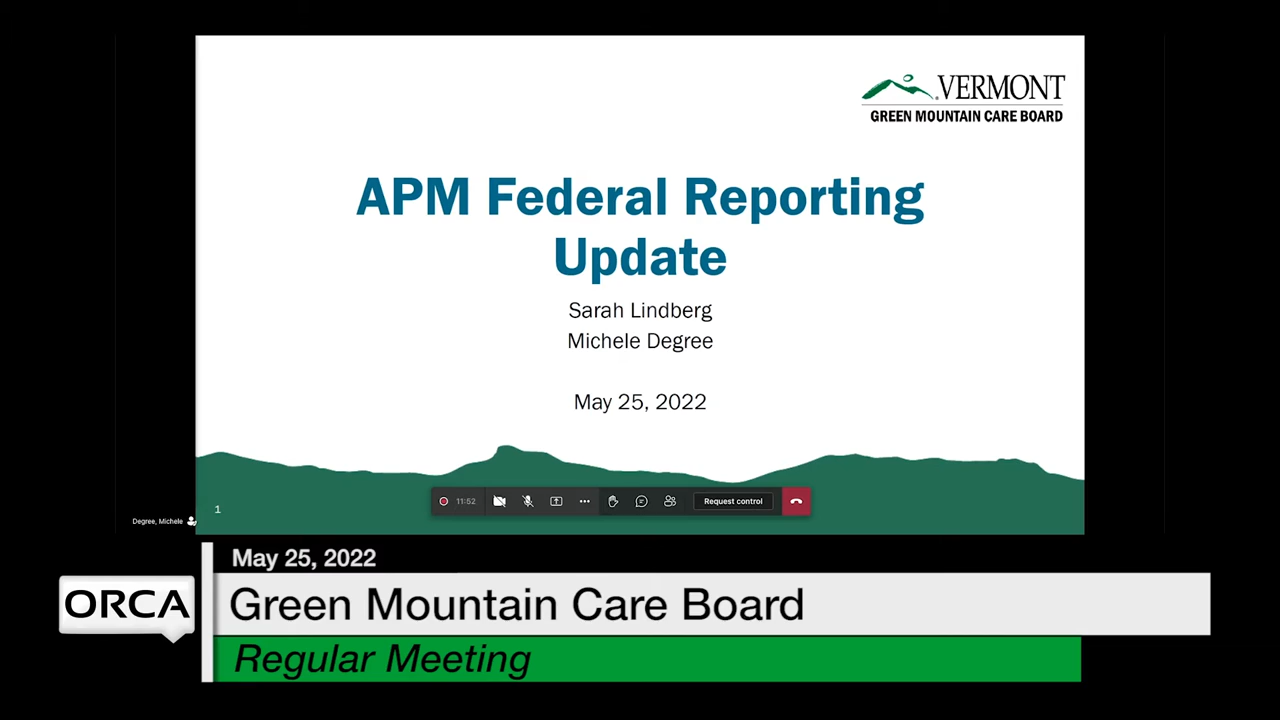 VERMONT
GREEN MOUNTAIN CARE BOARD
APM Federal Reporting
Update
Sarah Lindberg
Michele Degree
May 25, 2022
1
11:52
Request control
Degree, Michele
May 25, 2022
ORCA
Green Mountain Care Board
Regular Meeting